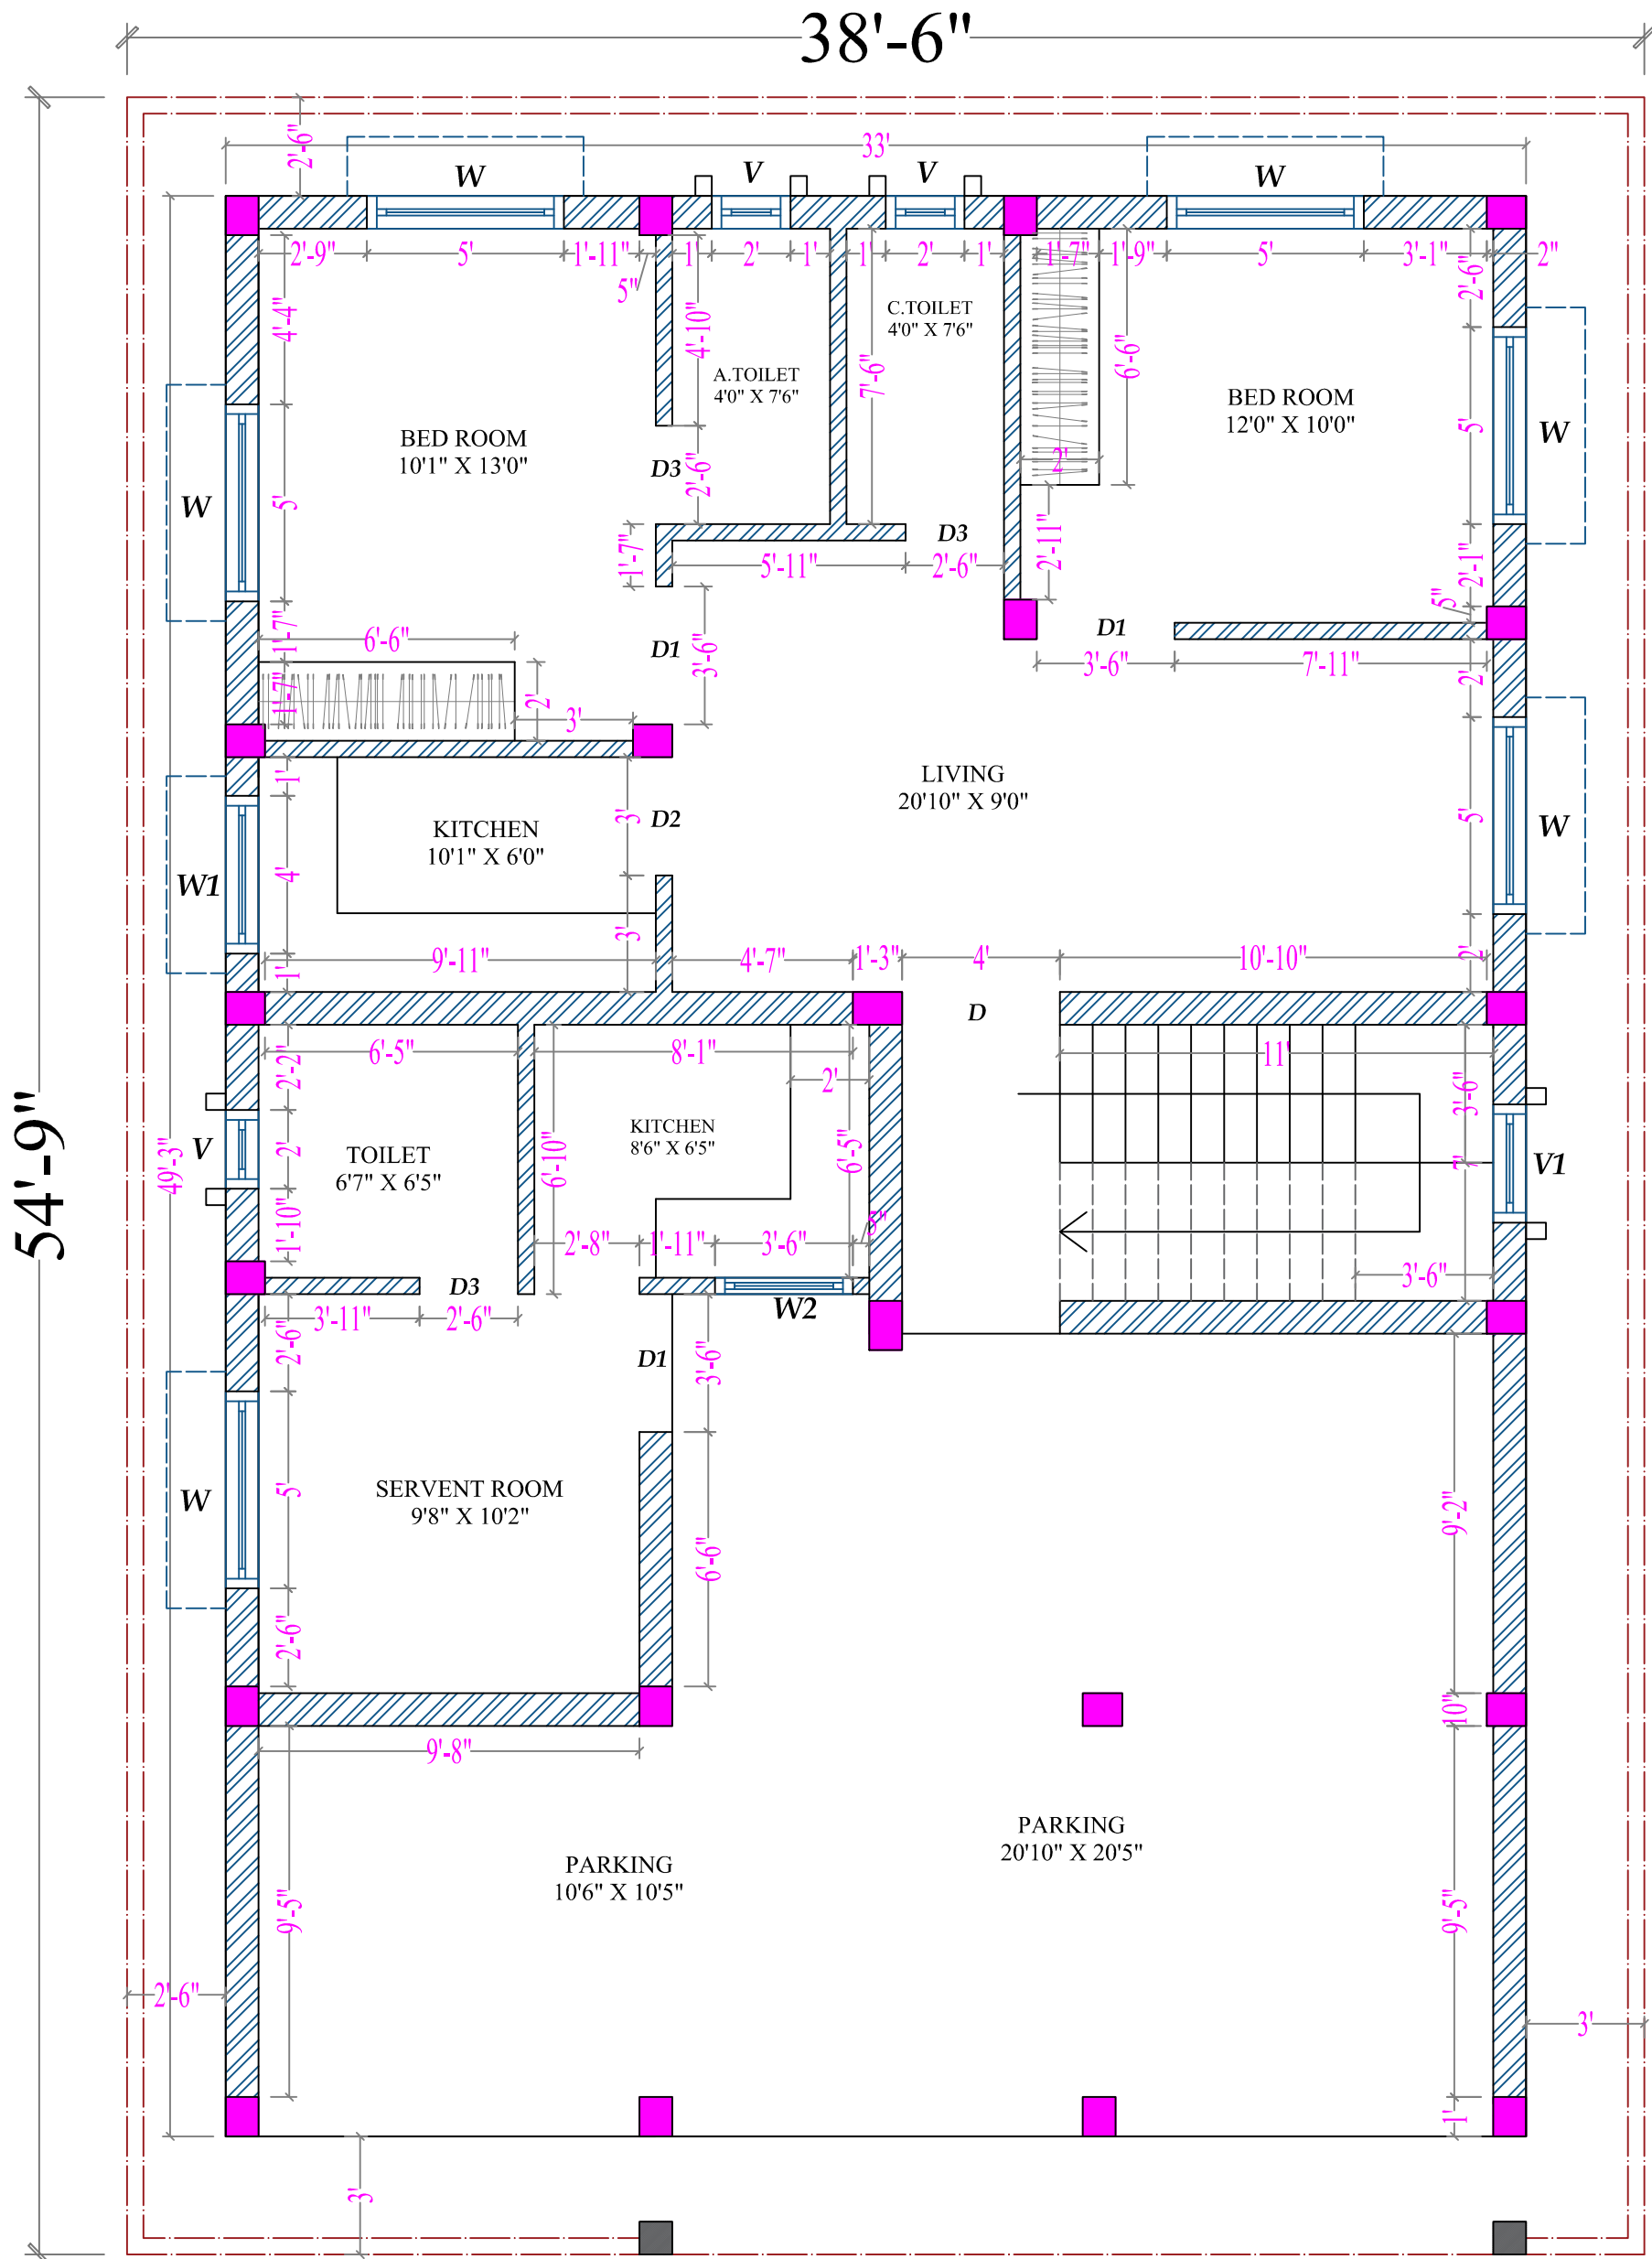 38'-6"
2'-6"
33'
W
V
V
W
2'-9"
5'
1'-11"
5"
1'
2'
1'
1'
2'
1'
1'-7"
1'-9"
5'
3'-1"
2"
2'-6"
4'-4"
4'-10"
C.TOILET
4'0" X 7'6"
7'-6"
6'-6"
A.TOILET
4'0" X 7'6"
BED ROOM
12'0" X 10'0"
5'
W
BED ROOM
10'1" X 13'0"
D3
2'-6"
2'
W
5'
D3
1'-7"
5'-11"
2'-6"
2'-11"
2'-1"
5"
1'-7"
6'-6"
D1
3'-6"
D1
3'-6"
7'-11"
2'
1'-7"
2'
3'
LIVING
20'10" X 9'0"
1'
KITCHEN
10'1" X 6'0"
3'
D2
5'
W
W1
4'
3'
1'
9'-11"
4'-7"
1'-3"
4'
10'-10"
2'
D
6'-5"
8'-1"
11'
2'-2"
2'
3'-6"
KITCHEN
8'6" X 6'5"
V
2'
TOILET
6'7" X 6'5"
6'-10"
6'-5"
7'
V1
49'-3"
54'-9"
1'-10"
2'-8"
1'-11"
3'-6"
5"
3'-6"
D3
W2
3'-11"
2'-6"
2'-6"
D1
3'-6"
W
5'
SERVENT ROOM
9'8" X 10'2"
6'-6"
9'-2"
2'-6"
10"
9'-8"
PARKING
20'10" X 20'5"
PARKING
10'6" X 10'5"
9'-5"
9'-5"
2'-6"
3'
1'
3'